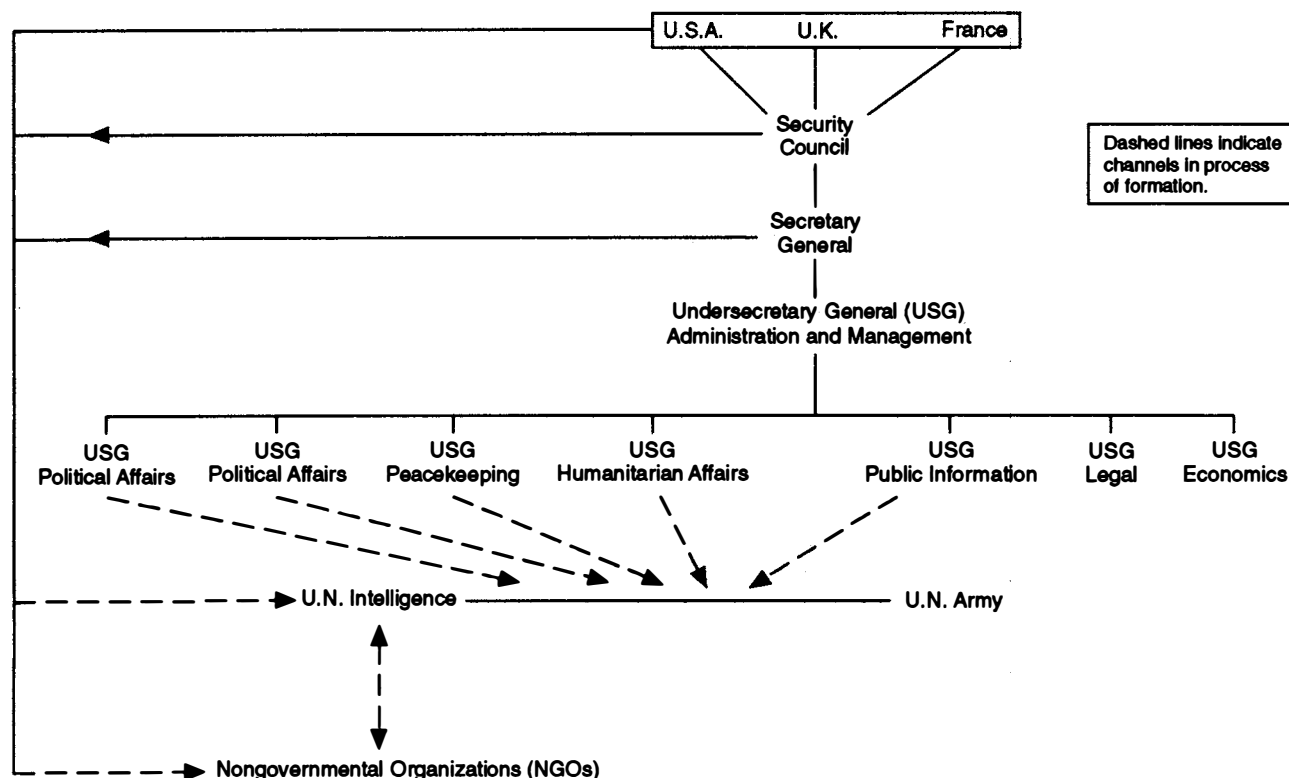 U.S.A. U.K. France
Security
Council
Dashed lines indicate
channels in process
of formation.
Secretary
General
Undersecretary General (USG)
Administration and Management
USG
Political Affairs
USG
Political Affairs
USG
Peacekeeping
USG
Humanitarian Affairs
USG
Public Information
USG
Legal
USG
Economics
U.N. Intelligence
U.N. Army
Nongovernmental Organizations (NGOs)